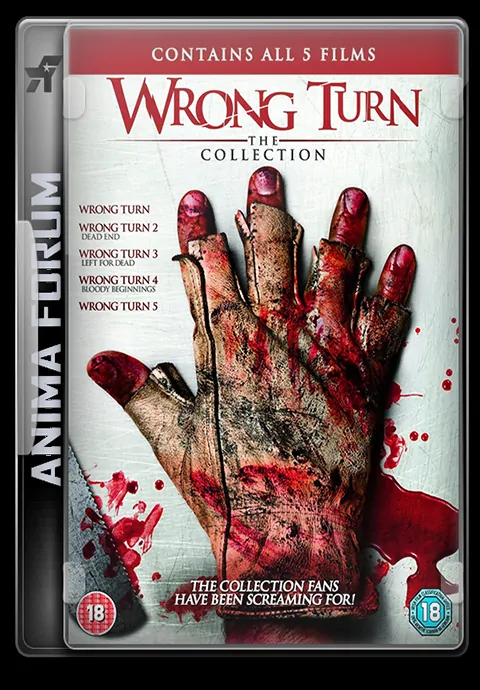 CONTAINS ALL 5 FILMS
WRONG TURN
THE
COLLECTION
WRONG TURN
WRONG TURN 2
DEAD END
WRONG TURN 3
LEFT FOR DEAD
WRONG TURN 4
BLOODY BEGINNINGS
WRONG TURN 5
ANIMA FORUM
THE COLLECTION FANS
HAVE BEEN SCREAMING FOR!
18
18